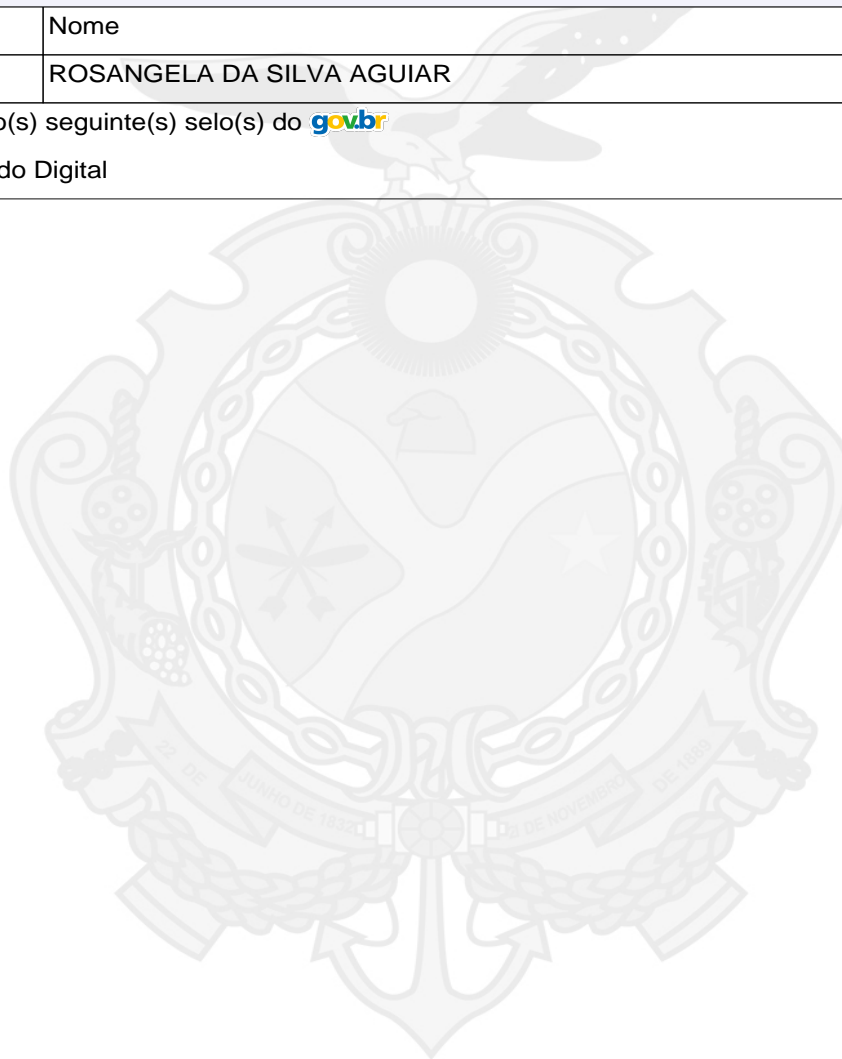 Nome
ROSANGELA DA SILVA AGUIAR
o(s) seguinte(s) selo(s) do gov.br
do Digital
22 DE JUNHO DE 1832
DE NOVEMBRO DE 1889